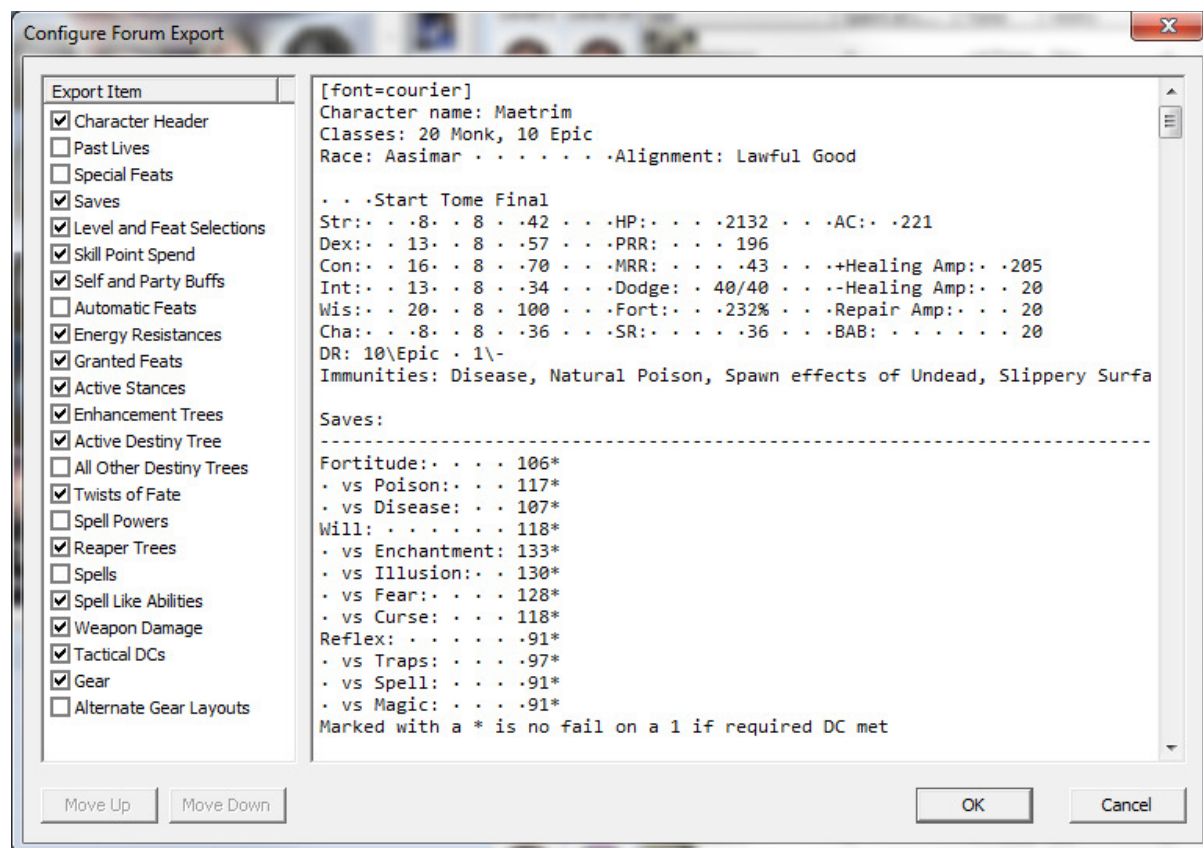 Configure Forum Export
Export Item
Character Header
Past Lives
Special Feats
Saves
Level and Feat Selections
Skill Point Spend
Self and Party Buffs
Automatic Feats
Energy Resistances
Granted Feats
Active Stances
Enhancement Trees
Active Destiny Tree
All Other Destiny Trees
Twists of Fate
Spell Powers
Reaper Trees
Spells
Spell Like Abilities
Weapon Damage
Tactical DCs
Gear
Alternate Gear Layouts
[font=courier]
Character name: Maetrim
Classes: 20 Monk, 10 Epic
Race: Aasimar · · · · · · ·Alignment: Lawful Good
· · ·Start Tome Final
Str:· · ·8· · 8 · ·42 · · ·HP:· · · ·2132 · · ·AC:· ·221
Dex:· · 13· · 8 · ·57 · · ·PRR: · · · 196
Con:· · 16· · 8 · ·70 · · ·MRR: · · · ·43 · · ·+Healing Amp:· ·205
Int:· · 13· · 8 · ·34 · · ·Dodge: · 40/40 · · ·-Healing Amp:· · 20
Wis:· · 20· · 8 · 100 · · ·Fort:· · ·232% · · ·Repair Amp:· · · 20
Cha:· · ·8· · 8 · ·36 · · ·SR:· · · · ·36 · · ·BAB: · · · · · · 20
DR: 10\Epic · 1\-
Immunities: Disease, Natural Poison, Spawn effects of Undead, Slippery Surfa
Saves:
---------------------------------------------------------------------------
Fortitude:· · · · 106*
· vs Poison:· · · 117*
· vs Disease: · · 107*
Will: · · · · · · 118*
· vs Enchantment: 133*
· vs Illusion:· · 130*
· vs Fear:· · · · 128*
· vs Curse: · · · 118*
Reflex: · · · · · ·91*
· vs Traps: · · · ·97*
· vs Spell: · · · ·91*
· vs Magic: · · · ·91*
Marked with a * is no fail on a 1 if required DC met
Move Up
Move Down
OK
Cancel